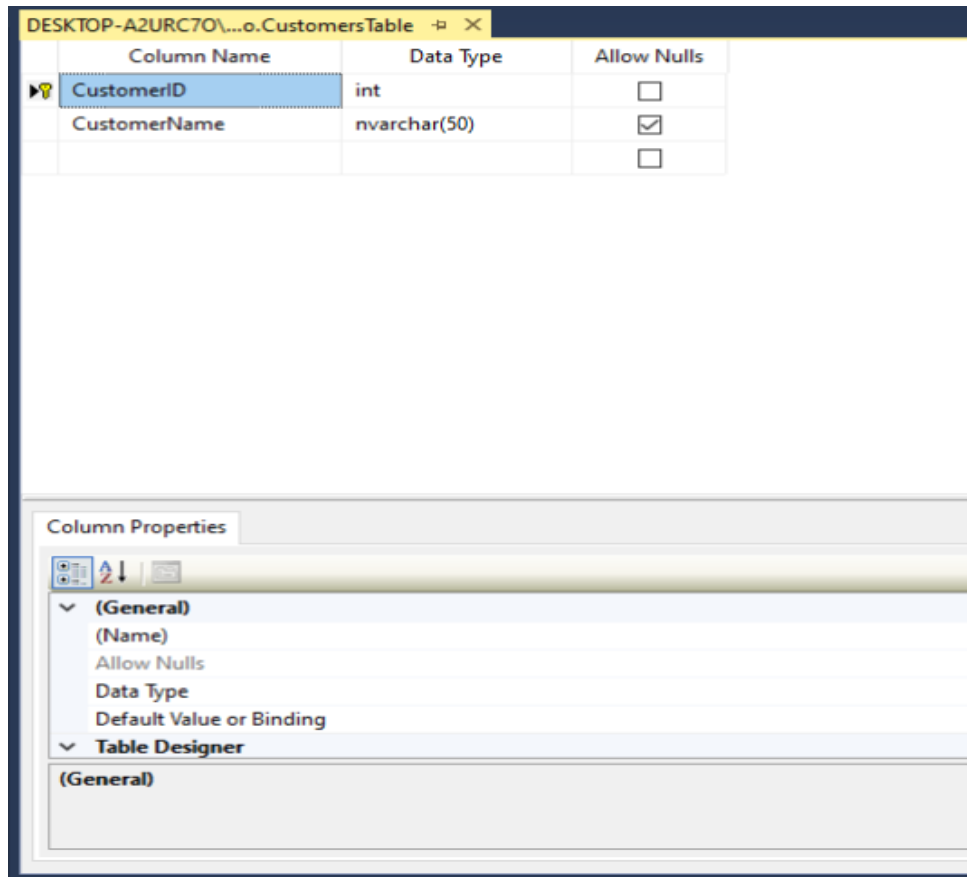 DESKTOP-A2URC7O\...o.CustomersTable
Column Name Data Type Allow Nulls
CustomerID int
CustomerName nvarchar(50)
Column Properties
(General)
(Name)
Allow Nulls
Data Type
Default Value or Binding
Table Designer
(General)